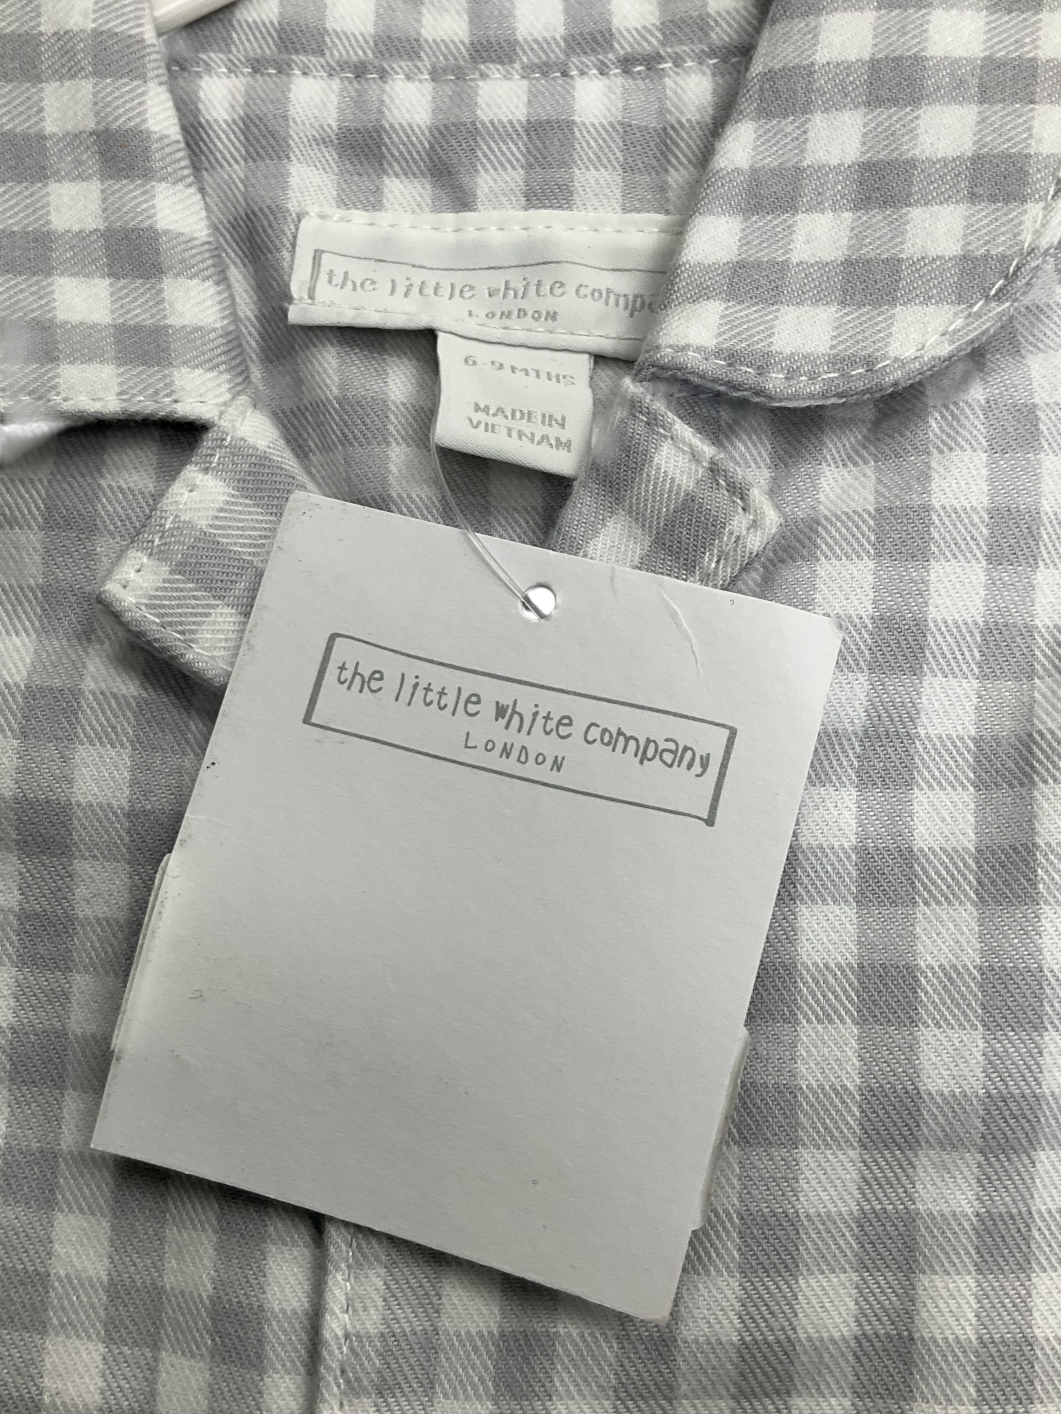 the little white compa
LONDON
6-9 MTHS
MADE IN
VIETNAM
the little white company
LONDON